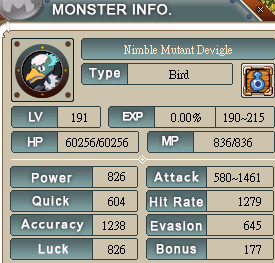 MONSTER INFO.
Nimble Mutant Devigle
Type Bird
LV 191 EXP 0.00% 190~215
HP 60256/60256 MP 836/836
Power 826 Attack 580~1461
Quick 604 Hit Rate 1279
Accuracy 1238 Evasion 645
Luck 826 Bonus 177